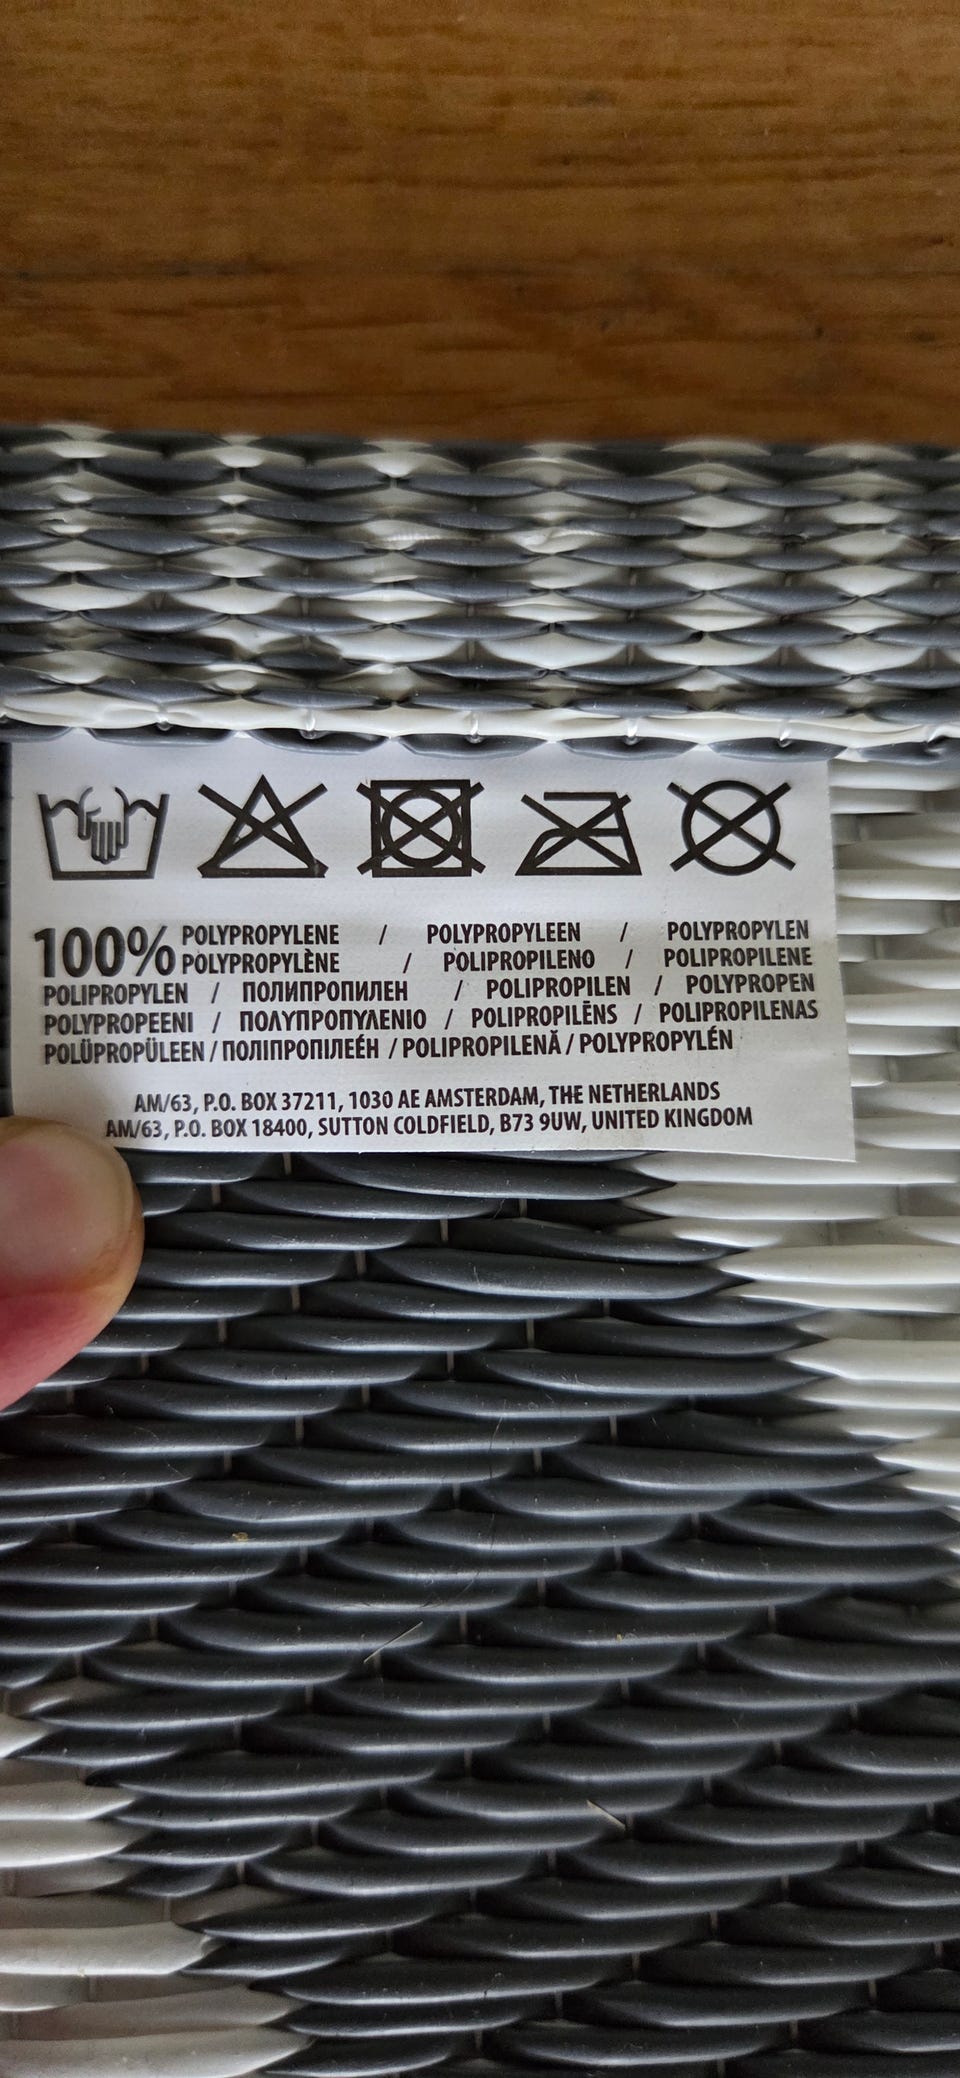 100% POLYPROPYLENE / POLYPROPYLEEN / POLYPROPYLEN
POLYPROPYLÈNE / POLIPROPILENO / POLIPROPILENE
POLIPROPYLEN / ПОЛИПРОПИЛЕН / POLIPROPILEN / POLYPROPEN
POLYPROPEENI / ΠΟΛΥΠΡΟΠΥΛΕΝΙΟ / POLIPROPILĒNS / POLIPROPILENAS
POLÜPROPÜLEEN / ПОЛІПРОПІЛЕЕ́Н / POLIPROPILENĂ / POLYPROPYLÉN
AM/63, P.O. BOX 37211, 1030 AE AMSTERDAM, THE NETHERLANDS
AM/63, P.O. BOX 18400, SUTTON COLDFIELD, B73 9UW, UNITED KINGDOM